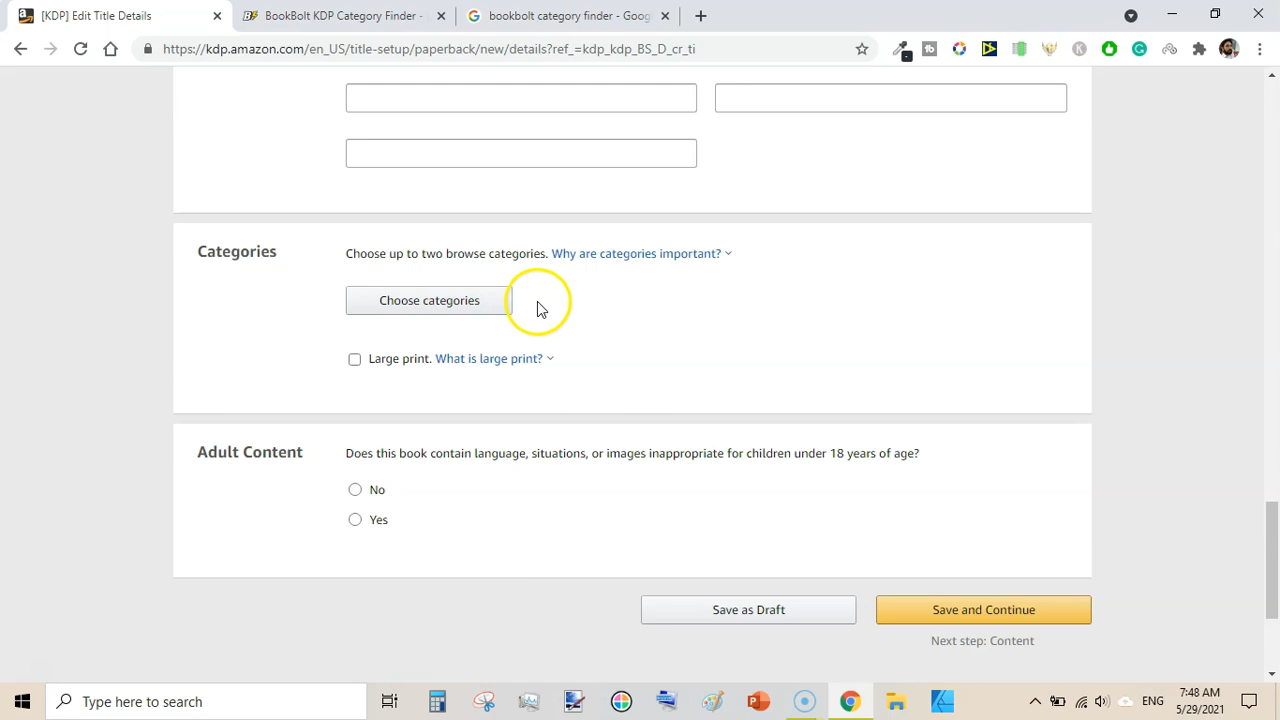 [KDP] Edit Title Details
BookBolt KDP Category Finder -
bookbolt category finder - Goog
https://kdp.amazon.com/en_US/title-setup/paperback/new/details?ref_=kdp_kdp_BS_D_cr_ti
Categories
Choose up to two browse categories. Why are categories important?
Choose categories
Large print. What is large print?
Adult Content
Does this book contain language, situations, or images inappropriate for children under 18 years of age?
No
Yes
Save as Draft
Save and Continue
Next step: Content
Type here to search
ENG
7:48 AM
5/29/2021